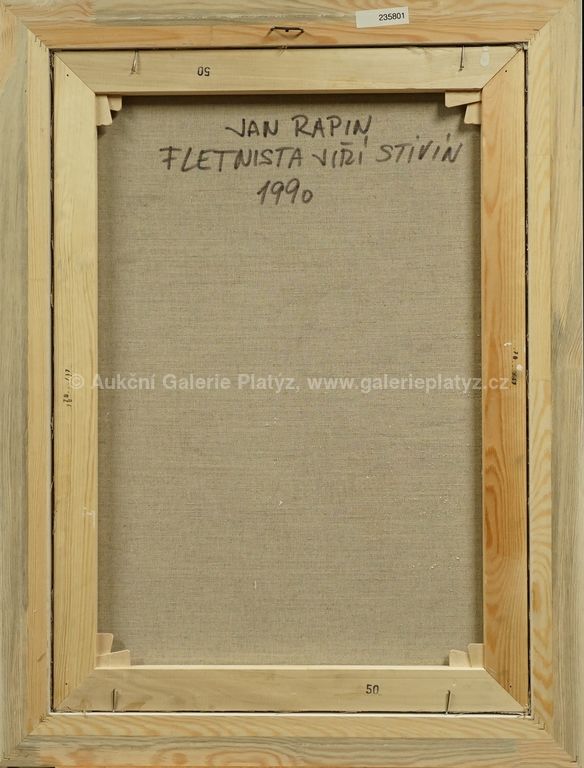 235801
50
JAN RAPIN
FLETNISTA JIŘÍ STIVÍN
1990
© Aukční Galerie Platýz, www.galerieplatyz.cz
50